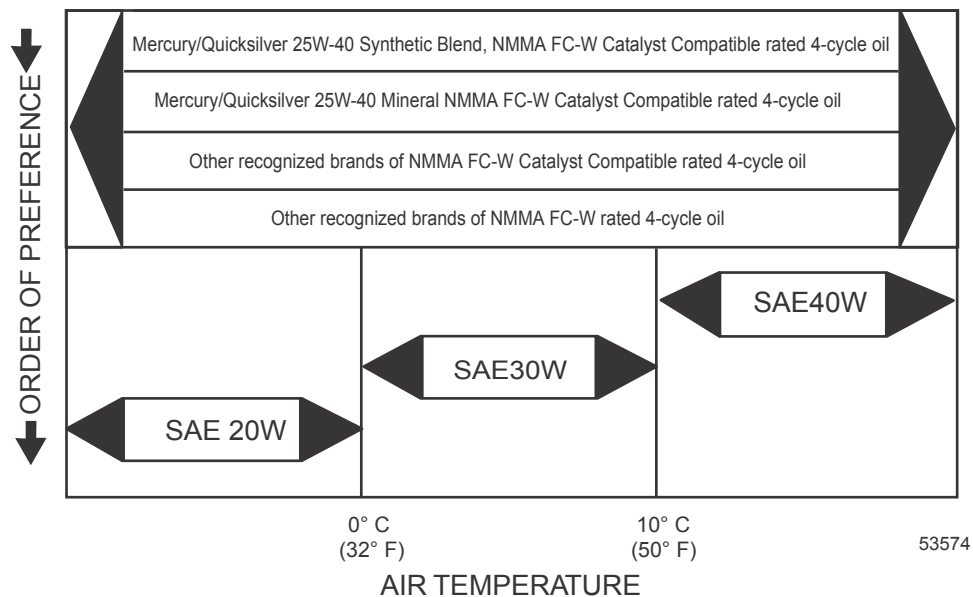 ORDER OF PREFERENCE
Mercury/Quicksilver 25W-40 Synthetic Blend, NMMA FC-W Catalyst Compatible rated 4-cycle oil
Mercury/Quicksilver 25W-40 Mineral NMMA FC-W Catalyst Compatible rated 4-cycle oil
Other recognized brands of NMMA FC-W Catalyst Compatible rated 4-cycle oil
Other recognized brands of NMMA FC-W rated 4-cycle oil
SAE40W
SAE30W
SAE 20W
0° C
(32° F)
10° C
(50° F)
53574
AIR TEMPERATURE